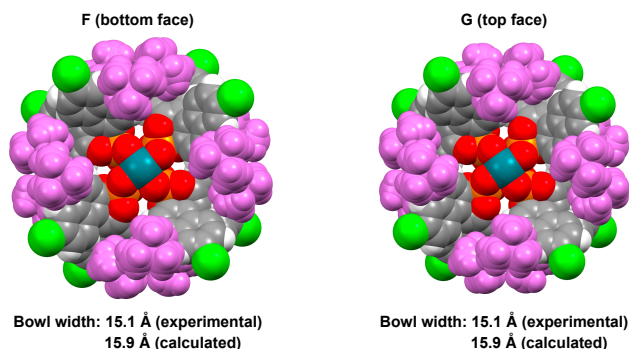 F (bottom face)
G (top face)
Bowl width: 15.1 Å (experimental)
15.9 Å (calculated)
Bowl width: 15.1 Å (experimental)
15.9 Å (calculated)